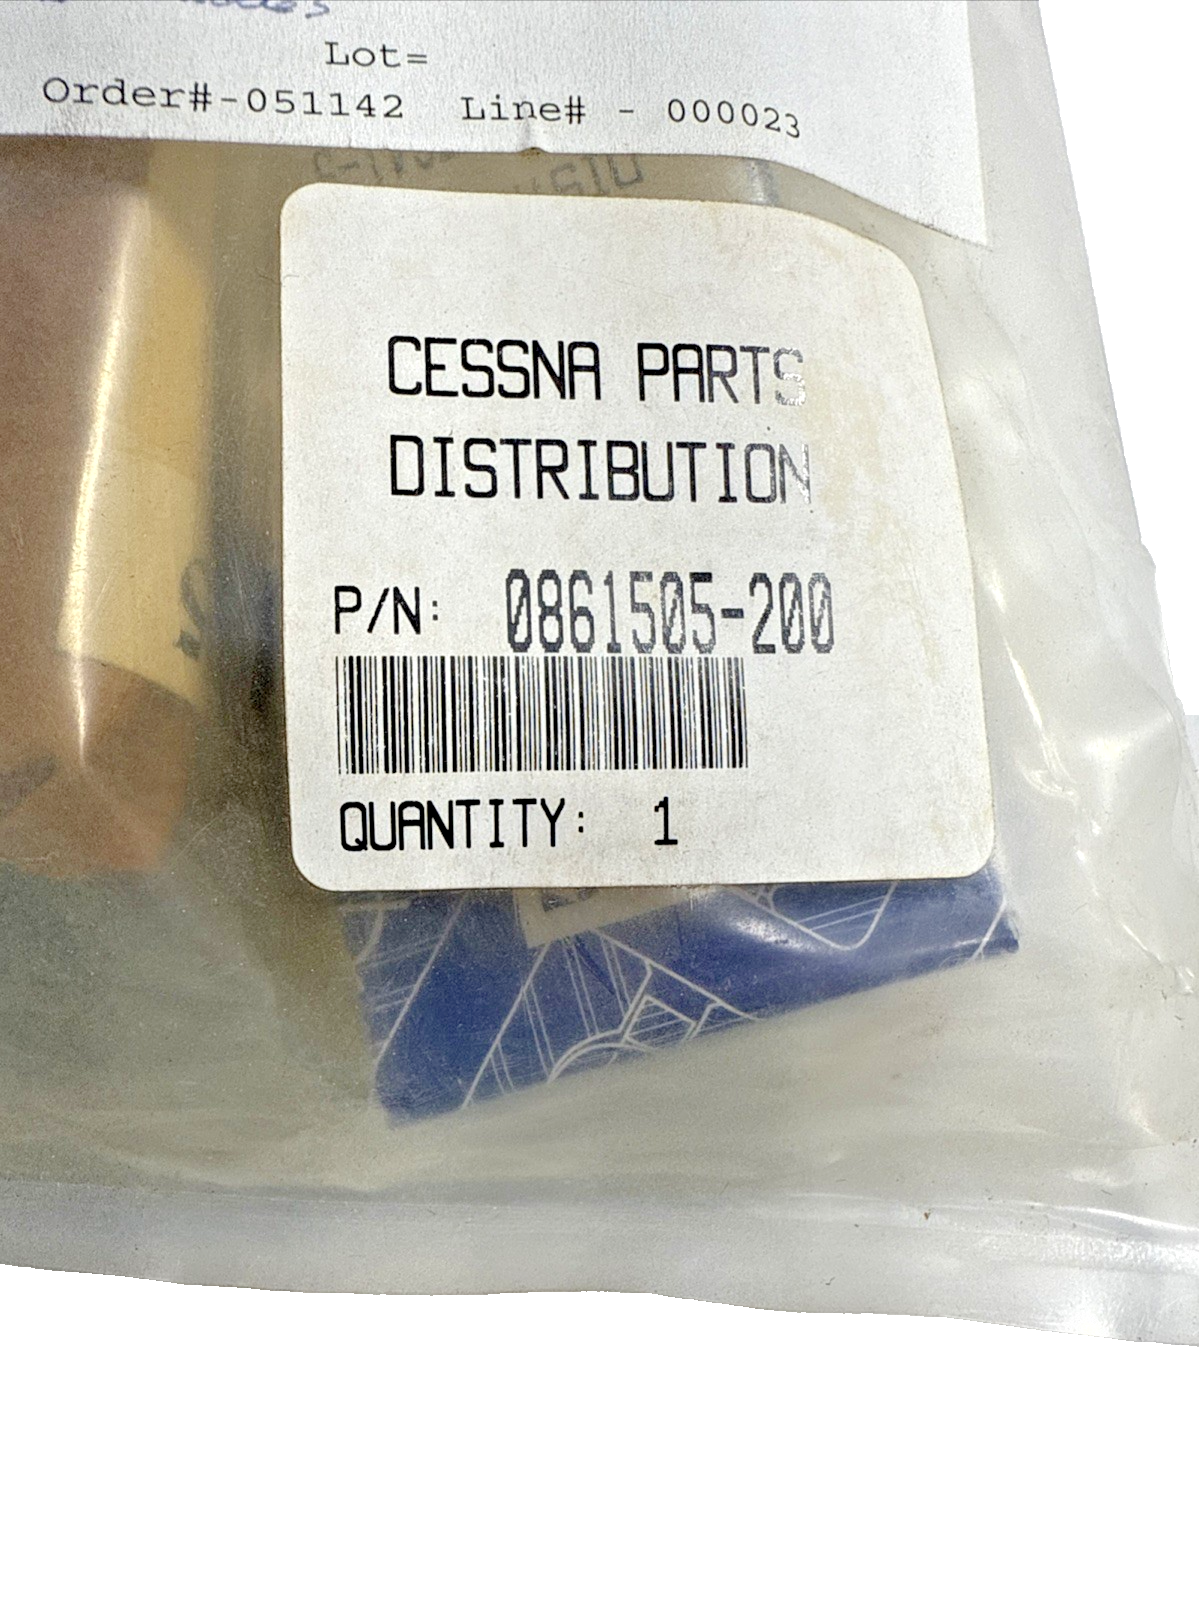 Lot=
Order#-051142 Line# - 000023
CESSNA PARTS
DISTRIBUTION
P/N: 0861505-200
QUANTITY: 1